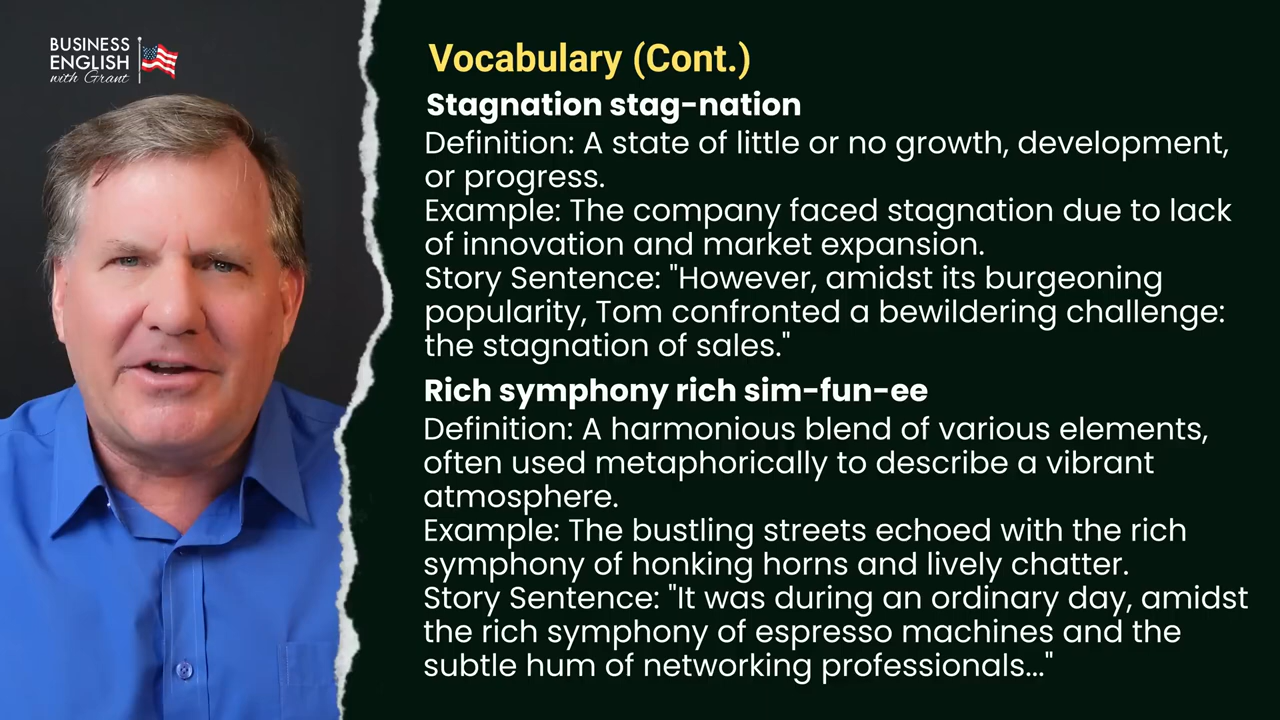 BUSINESS
ENGLISH
with Grant
Vocabulary (Cont.)
Stagnation stag-nation
Definition: A state of little or no growth, development,
or progress.
Example: The company faced stagnation due to lack
of innovation and market expansion.
Story Sentence: "However, amidst its burgeoning
popularity, Tom confronted a bewildering challenge:
the stagnation of sales."
Rich symphony rich sim-fun-ee
Definition: A harmonious blend of various elements,
often used metaphorically to describe a vibrant
atmosphere.
Example: The bustling streets echoed with the rich
symphony of honking horns and lively chatter.
Story Sentence: "It was during an ordinary day, amidst
the rich symphony of espresso machines and the
subtle hum of networking professionals..."